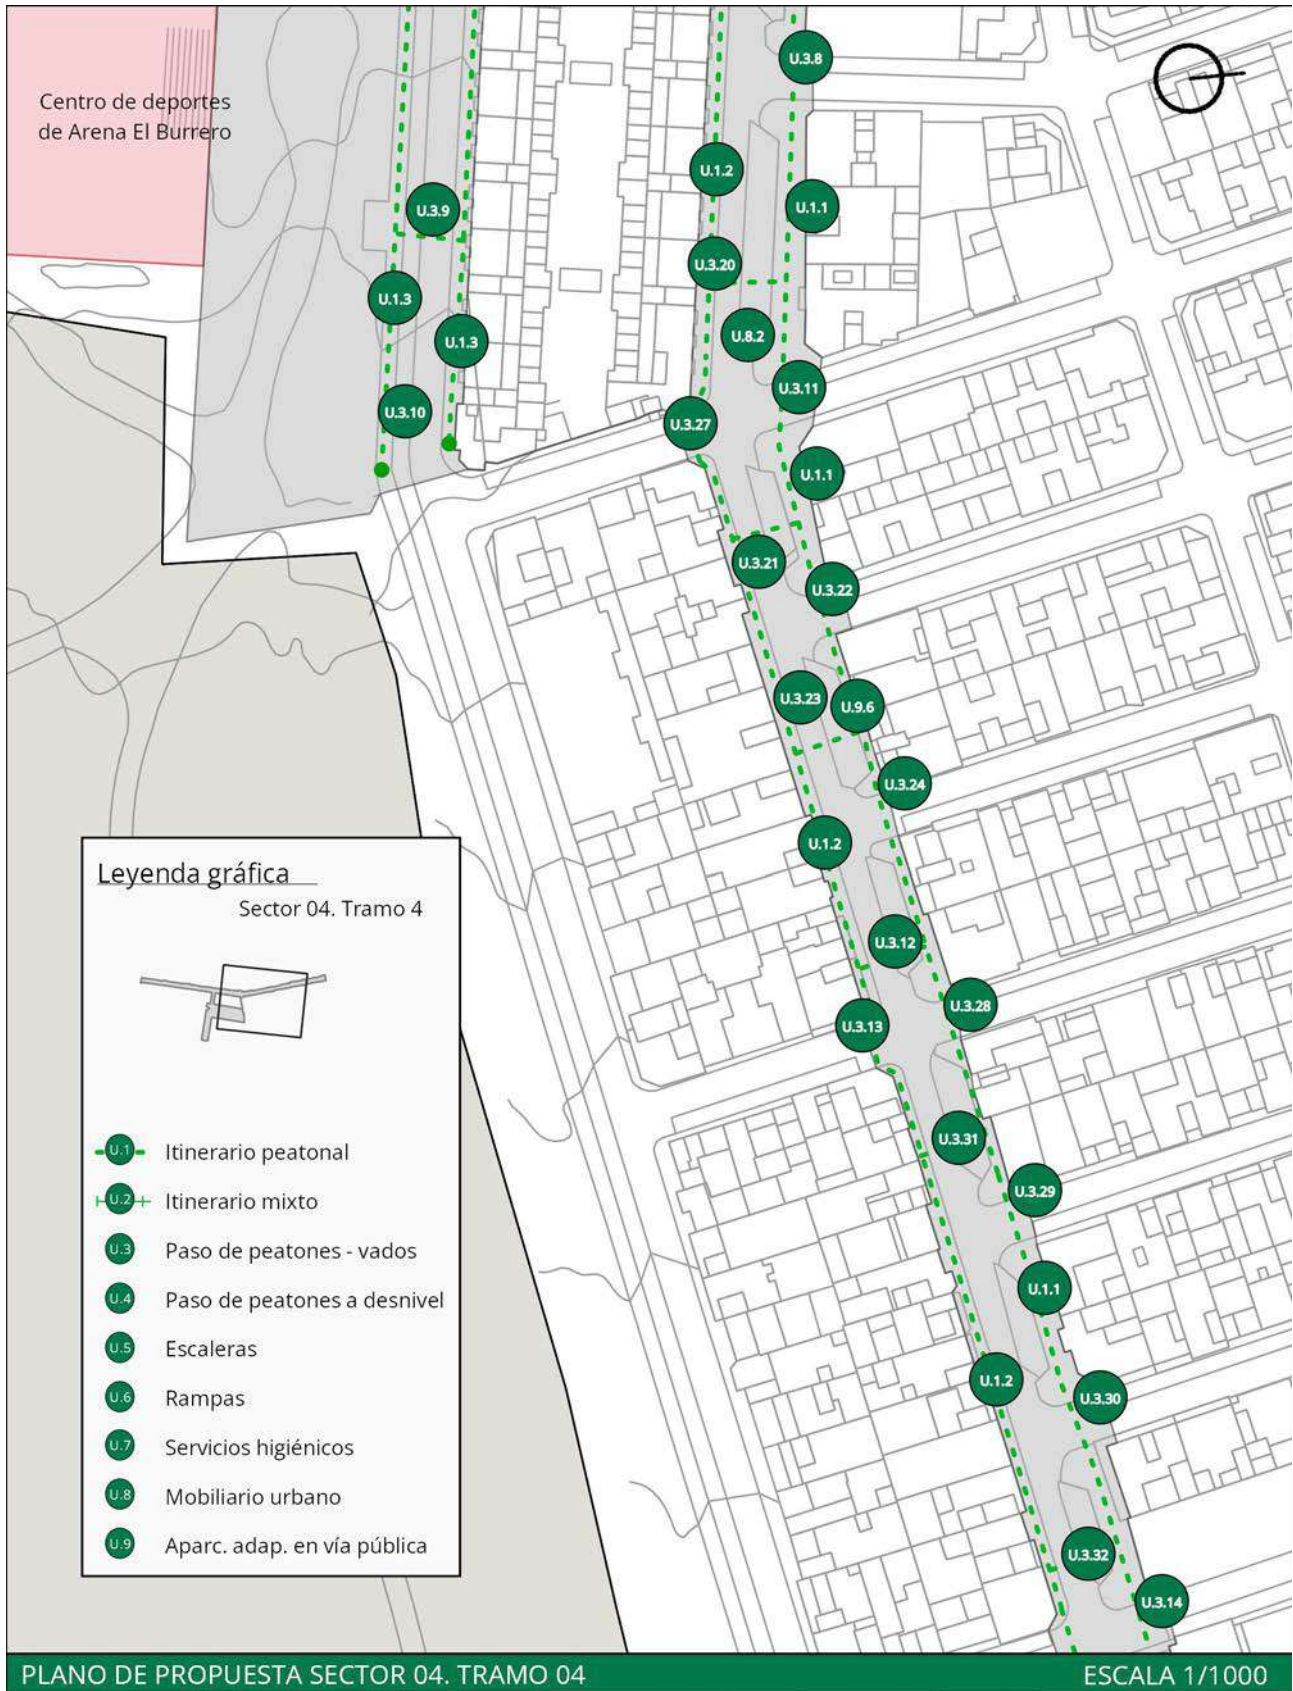 Centro de deportes
de Arena El Burrero
U.3.8
U.1.2
U.3.9
U.1.1
U.3.20
U.1.3
U.8.2
U.1.3
U.3.11
U.3.10
U.3.27
U.1.1
U.3.21
U.3.22
U.3.23
U.9.6
U.3.24
U.1.2
U.3.12
U.3.28
U.3.13
U.3.31
U.3.29
U.1.1
U.1.2
U.3.30
U.3.32
U.3.14
Leyenda gráfica
Sector 04. Tramo 4
U.1 Itinerario peatonal
U.2 Itinerario mixto
U.3 Paso de peatones - vados
U.4 Paso de peatones a desnivel
U.5 Escaleras
U.6 Rampas
U.7 Servicios higiénicos
U.8 Mobiliario urbano
U.9 Aparc. adap. en vía pública
PLANO DE PROPUESTA SECTOR 04. TRAMO 04 ESCALA 1/1000